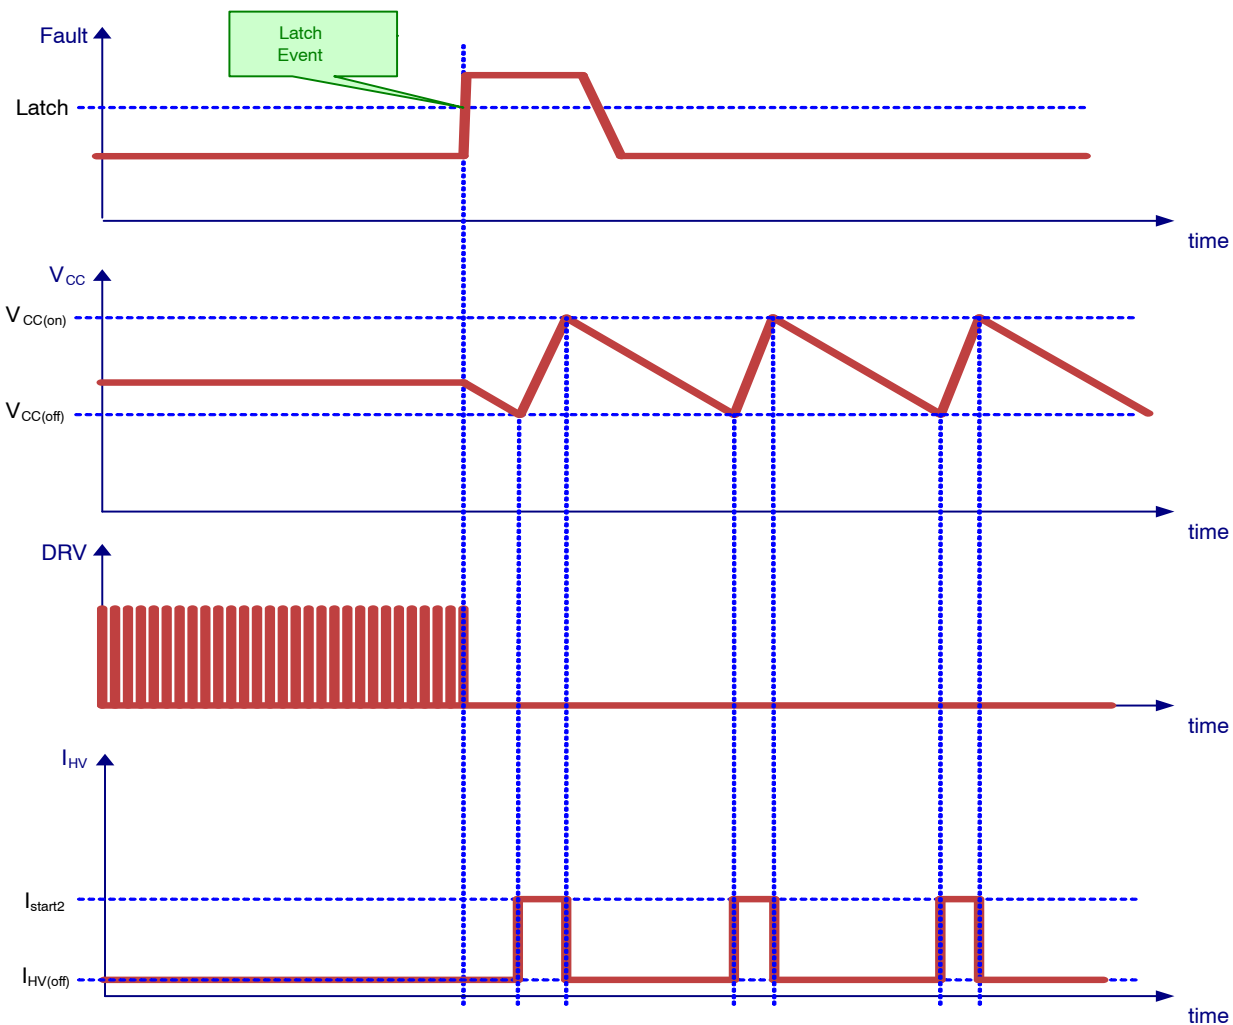 Fault
Latch
Event
Latch
time
VCC
VCC(on)
VCC(off)
time
DRV
time
IHV
Istart2
IHV(off)
time